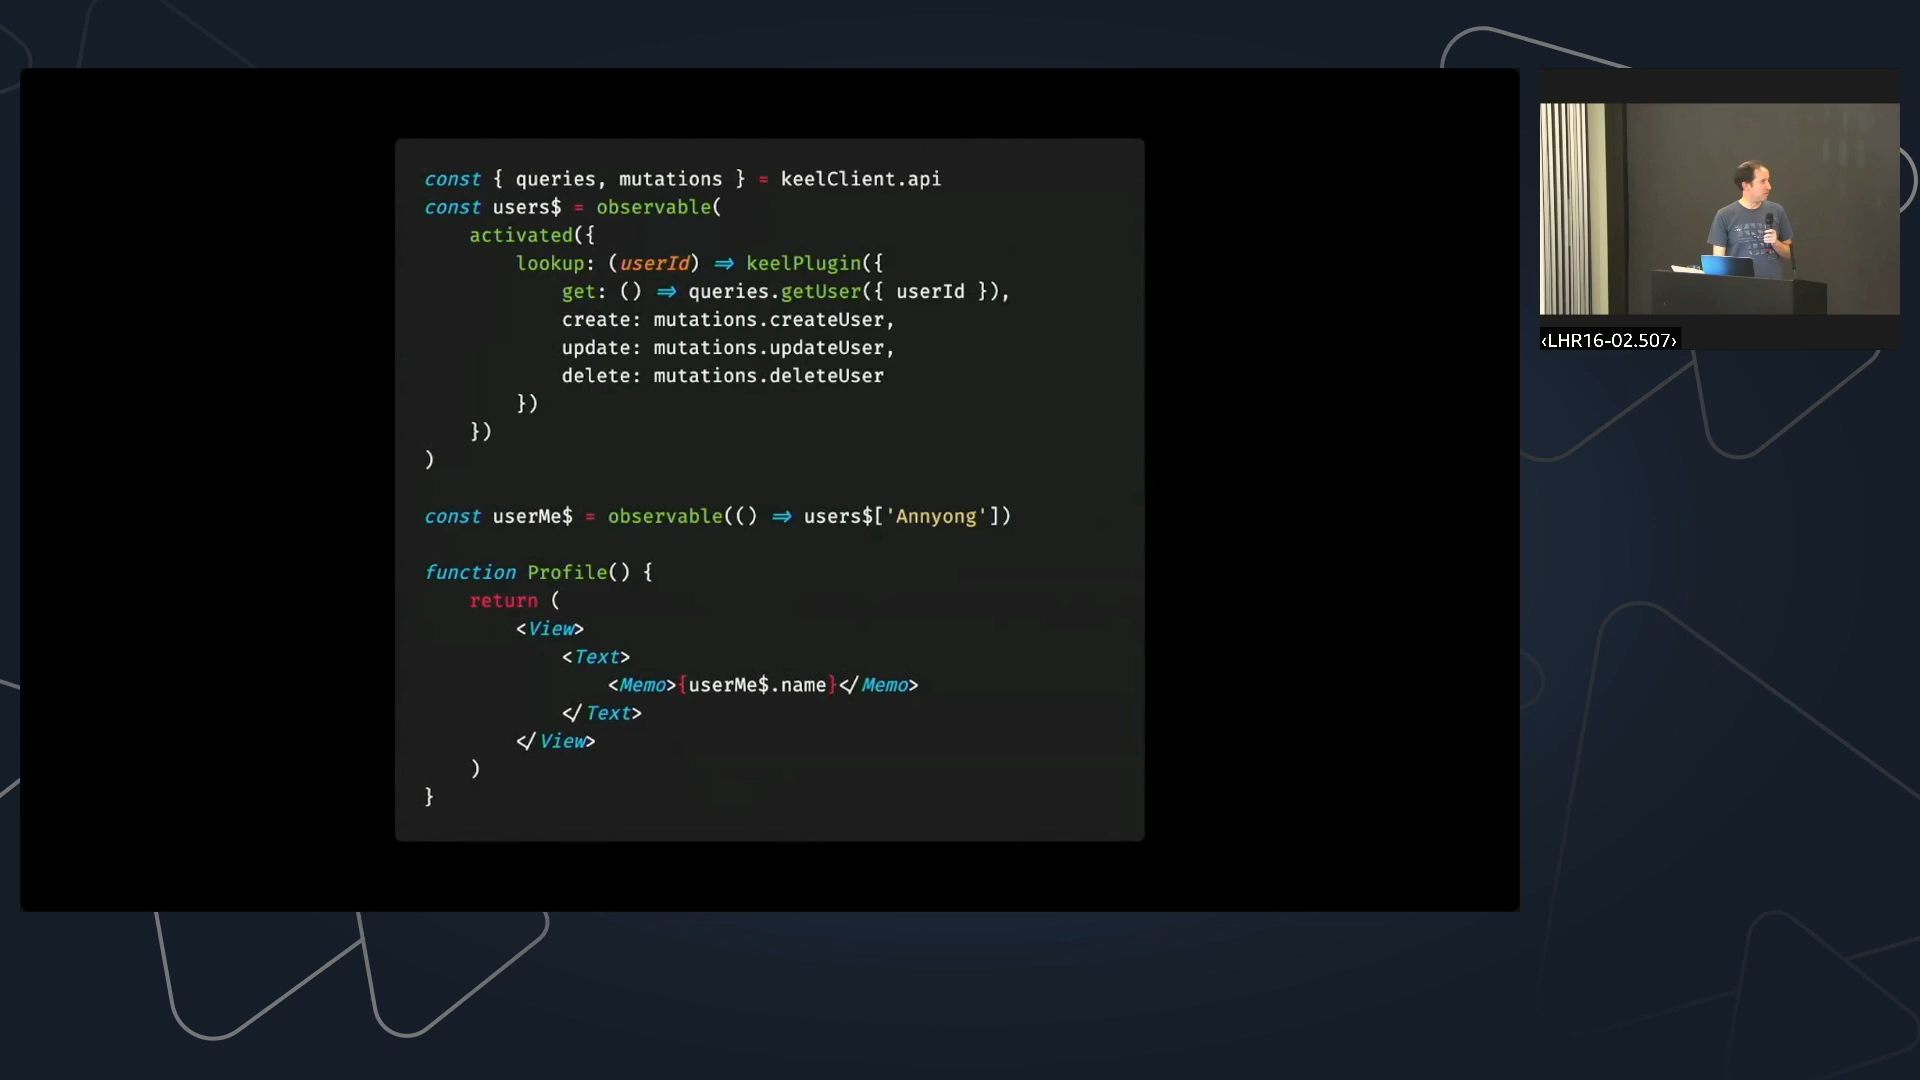 const { queries, mutations } = keelClient.api
const users$ = observable(
    activated({
        lookup: (userId) => keelPlugin({
            get: () => queries.getUser({ userId }),
            create: mutations.createUser,
            update: mutations.updateUser,
            delete: mutations.deleteUser
        })
    })
)

const userMe$ = observable(() => users$['Annyong'])

function Profile() {
    return (
        <View>
            <Text>
                <Memo>{userMe$.name}</Memo>
            </Text>
        </View>
    )
}
‹LHR16-02.507›